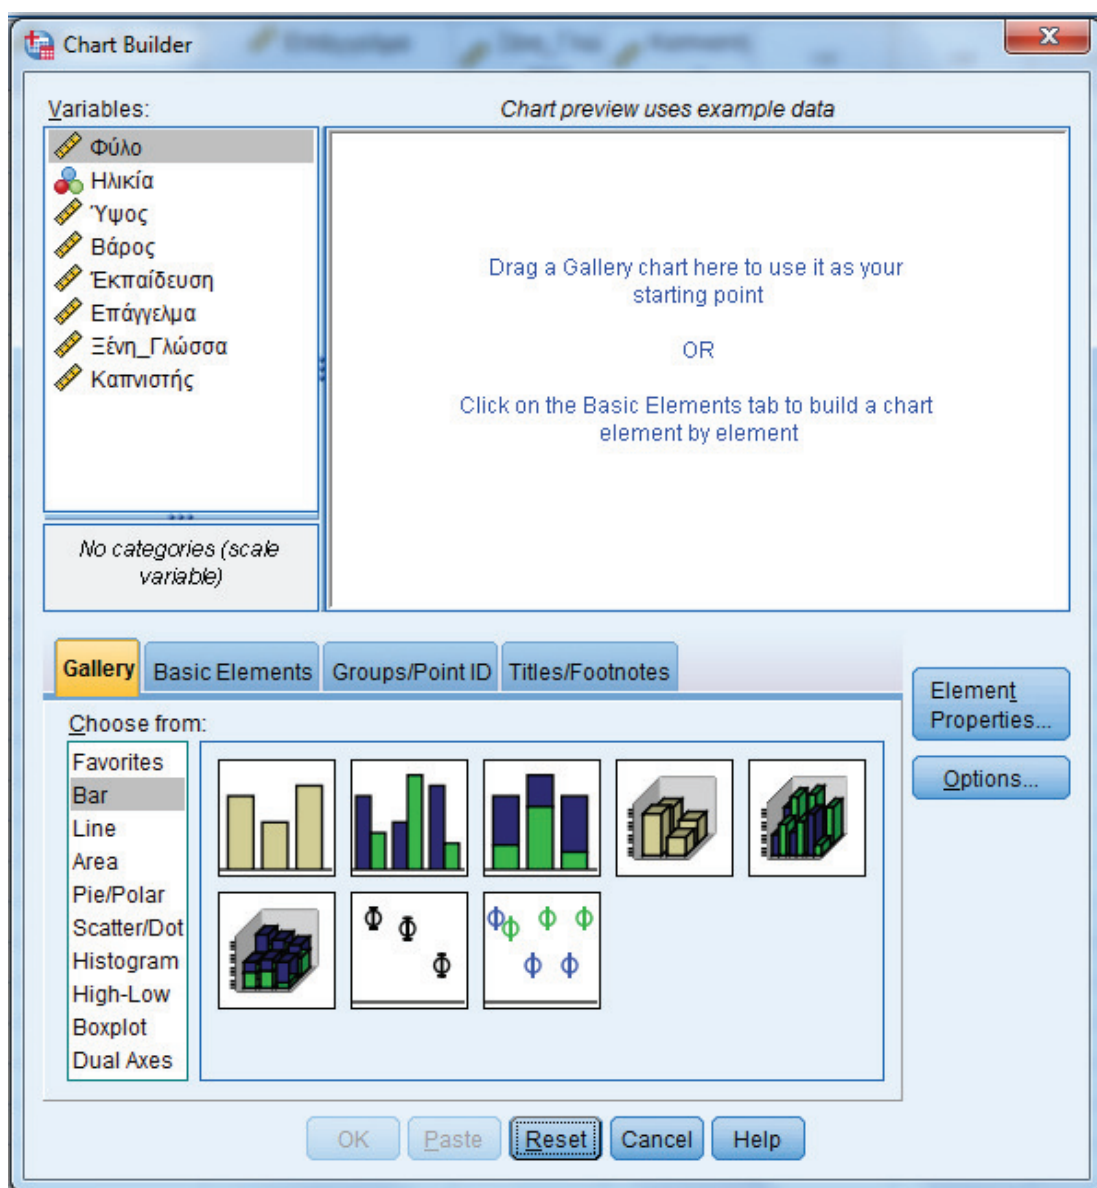 Chart Builder
Variables:
Chart preview uses example data
Φύλο
Ηλικία
Ύψος
Βάρος
Έκπαίδευση
Επάγγελμα
Ξένη_Γλώσσα
Καπνιστής
Drag a Gallery chart here to use it as your
starting point
OR
Click on the Basic Elements tab to build a chart
element by element
No categories (scale
variable)
Gallery
Basic Elements
Groups/Point ID
Titles/Footnotes
Element
Properties...
Options...
Choose from:
Favorites
Bar
Line
Area
Pie/Polar
Scatter/Dot
Histogram
High-Low
Boxplot
Dual Axes
OK
Paste
Reset
Cancel
Help